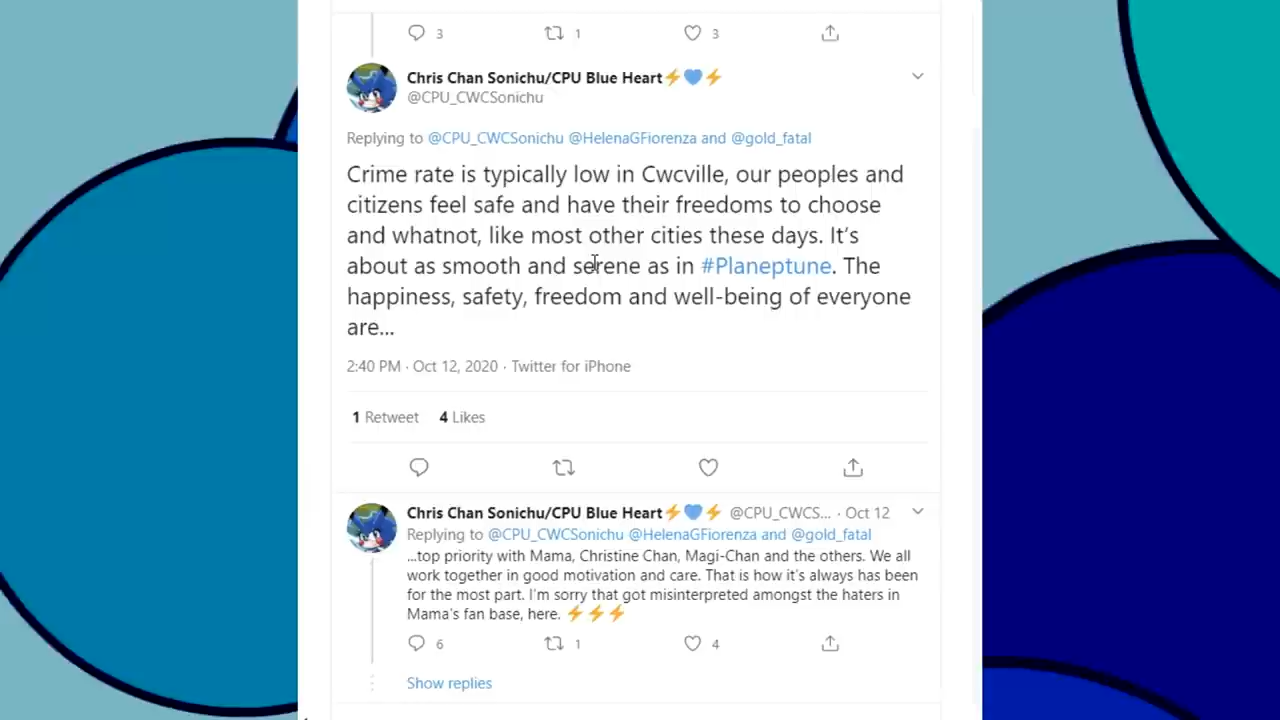 3 1 3
Chris Chan Sonichu/CPU Blue Heart⚡💙⚡
@CPU_CWCSonichu
Replying to @CPU_CWCSonichu @HelenaGFiorenza and @gold_fatal
Crime rate is typically low in Cwcville, our peoples and
citizens feel safe and have their freedoms to choose
and whatnot, like most other cities these days. It's
about as smooth and serene as in #Planeptune. The
happiness, safety, freedom and well-being of everyone
are...
2:40 PM · Oct 12, 2020 · Twitter for iPhone
1 Retweet 4 Likes
Chris Chan Sonichu/CPU Blue Heart⚡💙⚡ @CPU_CWCS... · Oct 12
Replying to @CPU_CWCSonichu @HelenaGFiorenza and @gold_fatal
...top priority with Mama, Christine Chan, Magi-Chan and the others. We all
work together in good motivation and care. That is how it's always has been
for the most part. I'm sorry that got misinterpreted amongst the haters in
Mama's fan base, here. ⚡⚡⚡
6 1 4
Show replies